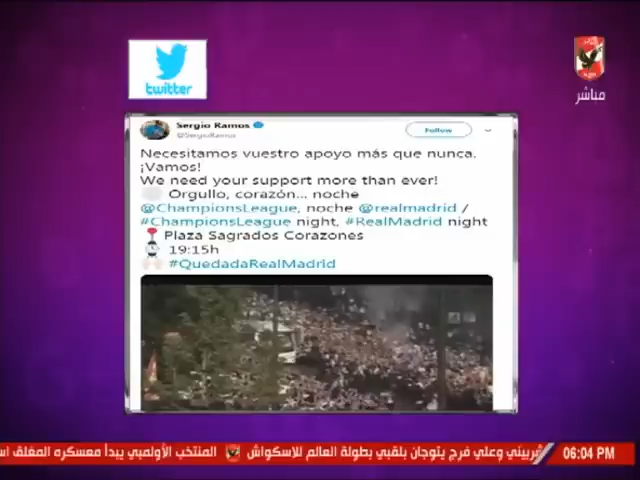 twitter
مباشر
Sergio Ramos
@SergioRamos
Follow
Necesitamos vuestro apoyo más que nunca.
¡Vamos!
We need your support more than ever!
Orgullo, corazón... noche
@ChampionsLeague, noche @realmadrid /
#ChampionsLeague night, #RealMadrid night
Plaza Sagrados Corazones
19:15h
#QuedadaRealMadrid
شربيني وعلي فرج يتوجان بلقبي بطولة العالم للإسكواش المنتخب الأولمبي يبدأ معسكره المغلق
06:04 PM